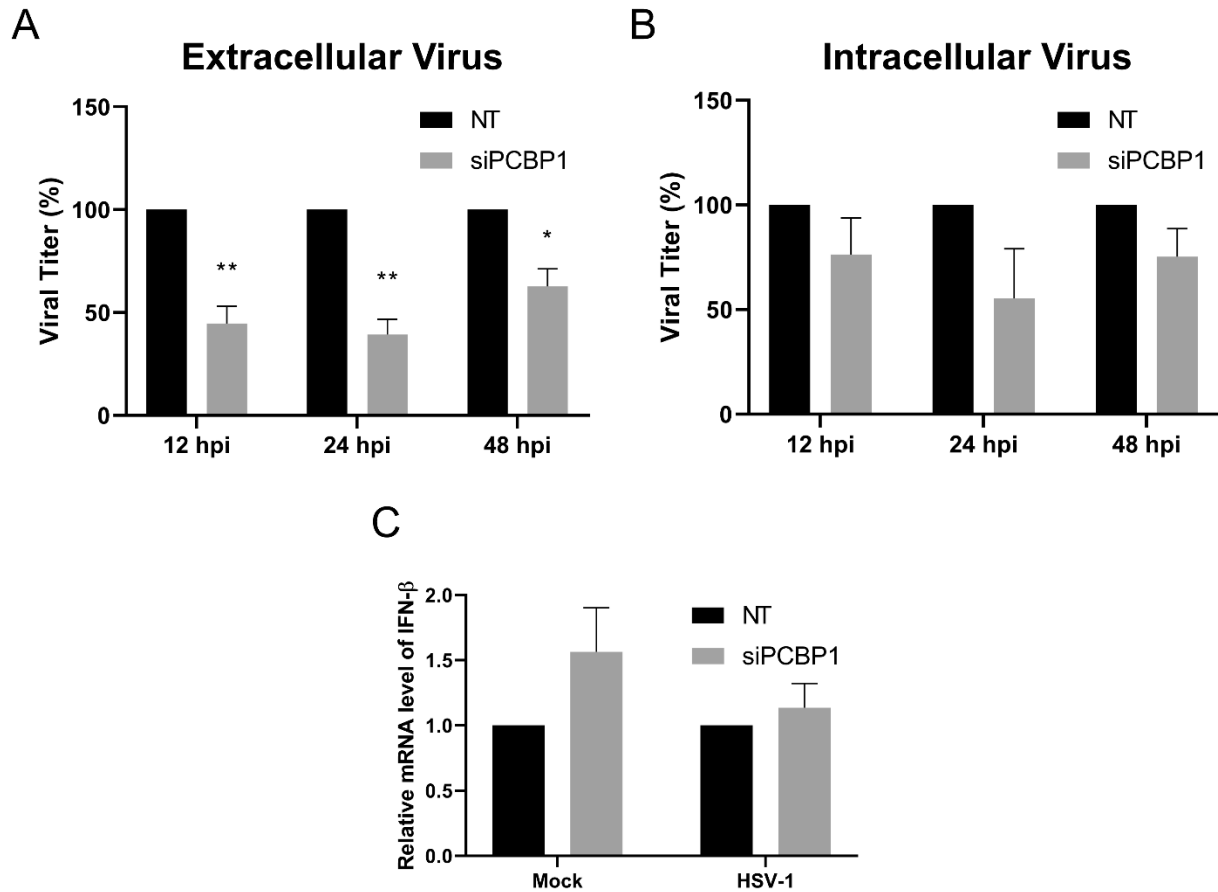 A
Extracellular Virus
Viral Titer (%)
150
100
50
0
NT
siPCBP1
**
**
*
12 hpi
24 hpi
48 hpi
B
Intracellular Virus
Viral Titer (%)
150
100
50
0
NT
siPCBP1
12 hpi
24 hpi
48 hpi
C
Relative mRNA level of IFN-β
2.0
1.5
1.0
0.5
0.0
NT
siPCBP1
Mock
HSV-1